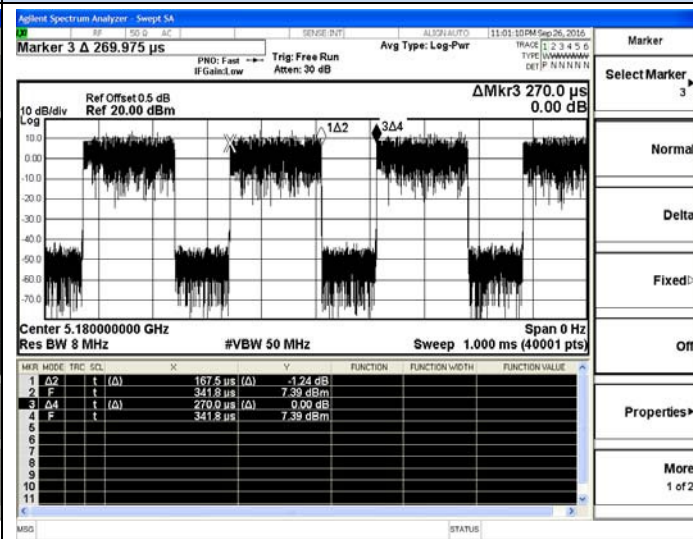 Agilent Spectrum Analyzer - Swept SA
LXI RF 50 Ω AC SENSE:INT ALIGN AUTO 11:01:10 PM Sep 26, 2016
Marker 3 Δ 269.975 µs
PNO: Fast
IFGain:Low
Trig: Free Run
Atten: 30 dB
Avg Type: Log-Pwr
TRACE 1 2 3 4 5 6
TYPE WWWWWW
DET P N N N N N
ΔMkr3 270.0 µs
0.00 dB
Ref Offset 0.5 dB
10 dB/div Ref 20.00 dBm
Log
10.0
0.00
-10.0
-20.0
-30.0
-40.0
-50.0
-60.0
-70.0
1Δ2
3Δ4
Center 5.180000000 GHz Span 0 Hz
Res BW 8 MHz #VBW 50 MHz Sweep 1.000 ms (40001 pts)
MKR MODE TRC SCL X Y FUNCTION FUNCTION WIDTH FUNCTION VALUE
1 Δ2 t (Δ) 167.5 µs (Δ) -1.24 dB
2 F t 341.8 µs 7.39 dBm
3 Δ4 t (Δ) 270.0 µs (Δ) 0.00 dB
4 F t 341.8 µs 7.39 dBm
5
6
7
8
9
10
11
MSG STATUS
Marker
Select Marker
3
Normal
Delta
Fixed
Off
Properties
More
1 of 2